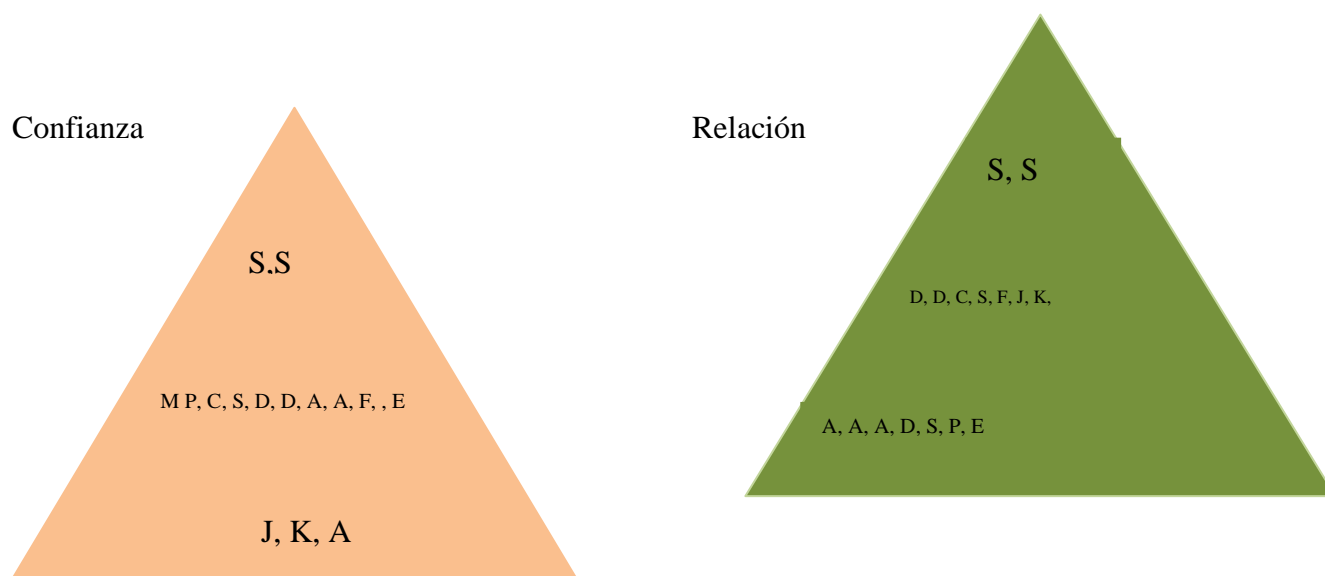 Confianza
S,S
M P, C, S, D, D, A, A, F, , E
J, K, A
Relación
S, S
D, D, C, S, F, J, K,
A, A, A, D, S, P, E